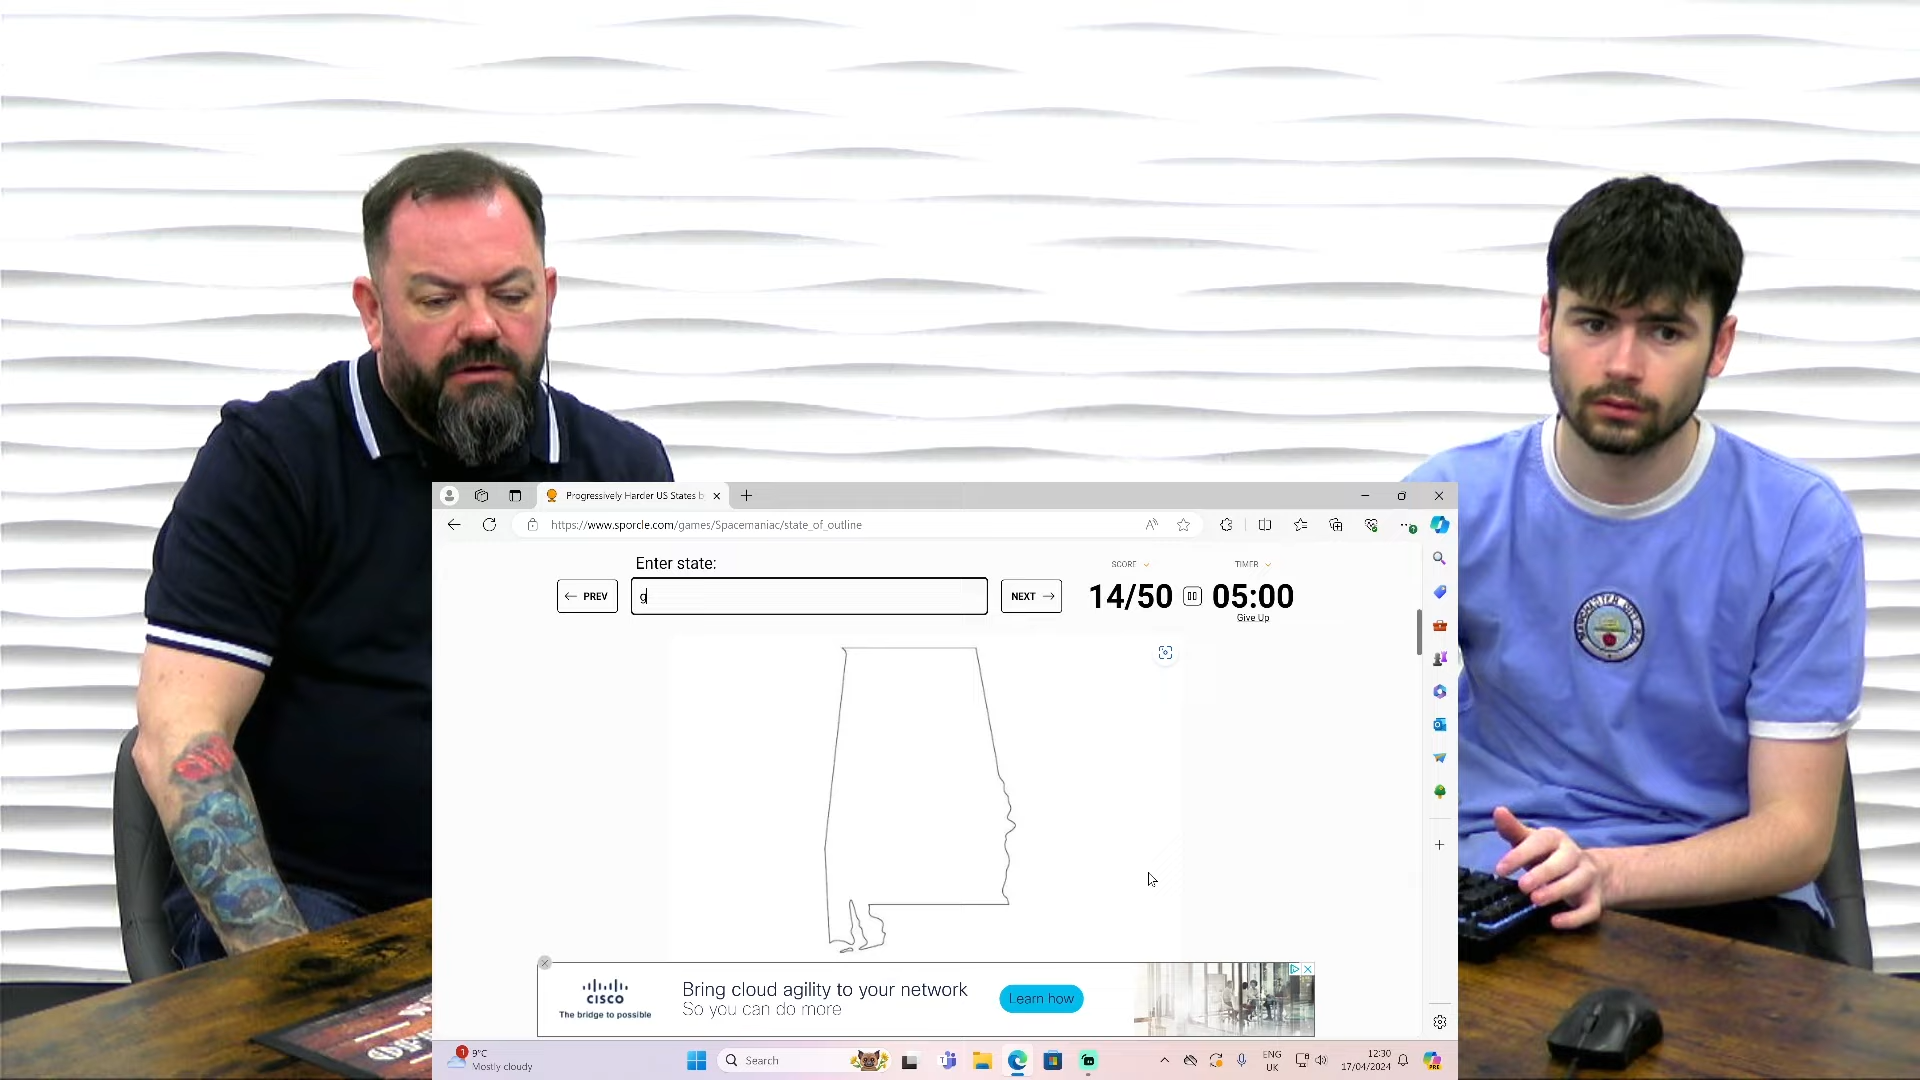 Progressively Harder US States b
https://www.sporcle.com/games/Spacemaniac/state_of_outline
Enter state:
SCORE
TIMER
← PREV
g
NEXT →
14/50
05:00
Give Up
CISCO
The bridge to possible
Bring cloud agility to your network
So you can do more
Learn how
1
9°C
Mostly cloudy
Search
ENG
UK
12:30
17/04/2024
PRE